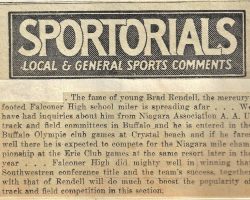 SPORTORIALS
LOCAL & GENERAL SPORTS COMMENTS
The fame of young Brad Rendell, the mercury
footed Falconer High school miler is spreading afar . . . We
have had inquiries about him from Niagara Association A. A. U.
track and field committees in Buffalo and he is entered in the
Buffalo Olympic club games at Crystal beach and if he fares
well there he is expected to compete for the Niagara mile cham-
pionship at the Erie Club games at the same resort later in the
year . . . . Falconer High did mighty well in winning that
Southwestren conference title and the team's success, together
with that of Rendell will do much to boost the popularity of
track and field competition in this section.